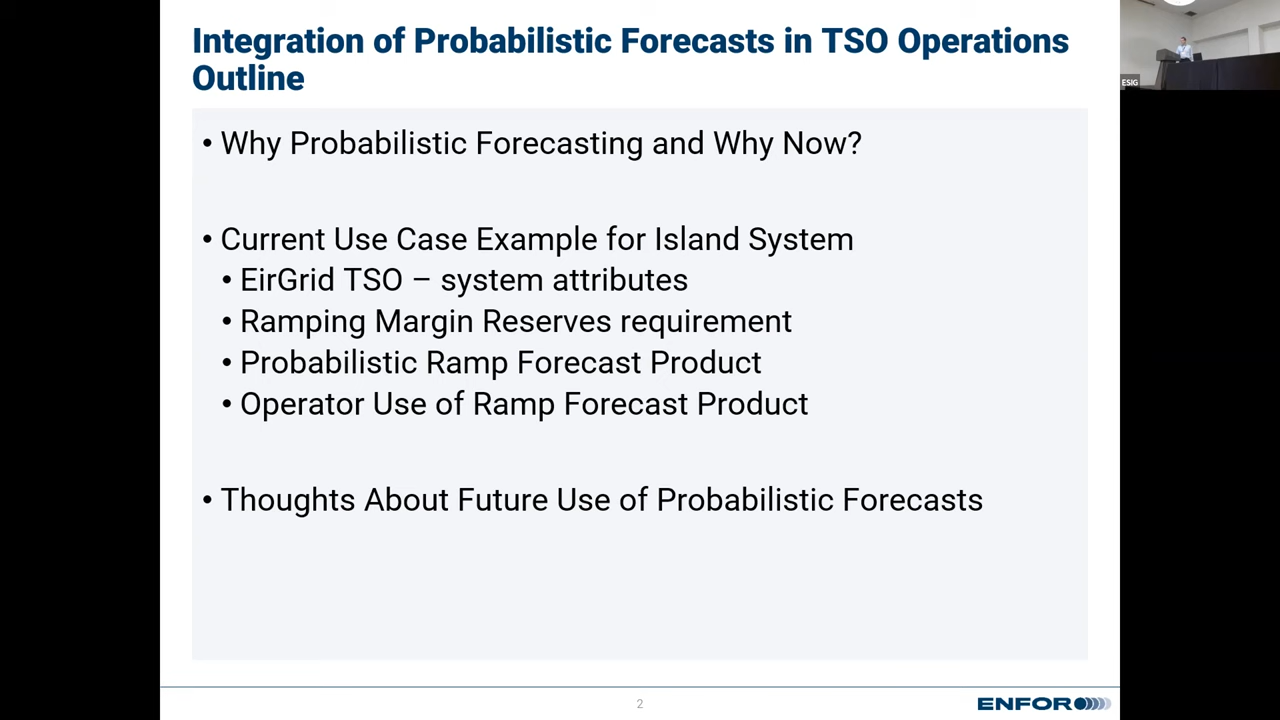 Integration of Probabilistic Forecasts in TSO Operations
Outline
• Why Probabilistic Forecasting and Why Now?
• Current Use Case Example for Island System
• EirGrid TSO – system attributes
• Ramping Margin Reserves requirement
• Probabilistic Ramp Forecast Product
• Operator Use of Ramp Forecast Product
• Thoughts About Future Use of Probabilistic Forecasts
2
ENFOR
ESIG